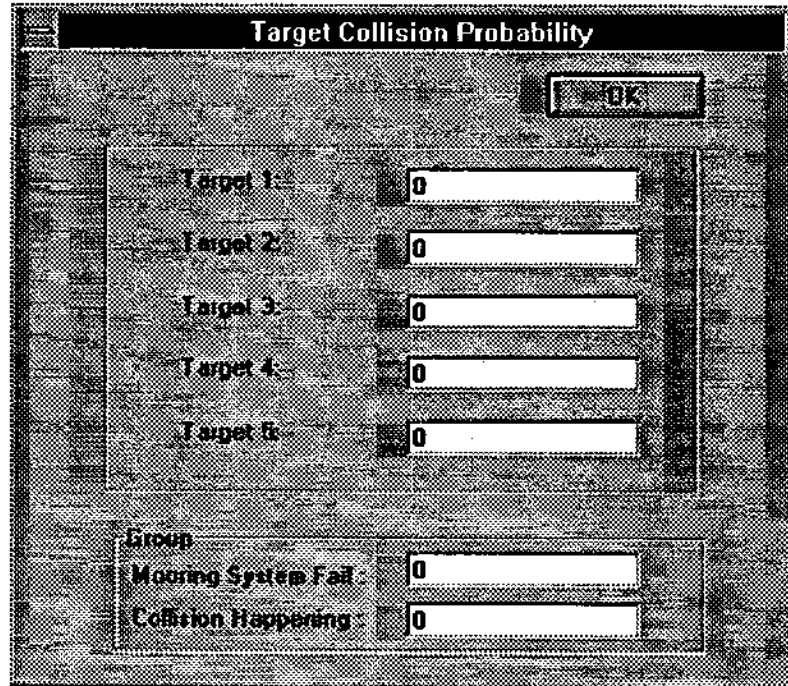 Target Collision Probability
OK
Target 1: 0
Target 2: 0
Target 3: 0
Target 4: 0
Target 5: 0
Group
Mooring System Fail : 0
Collision Happening : 0